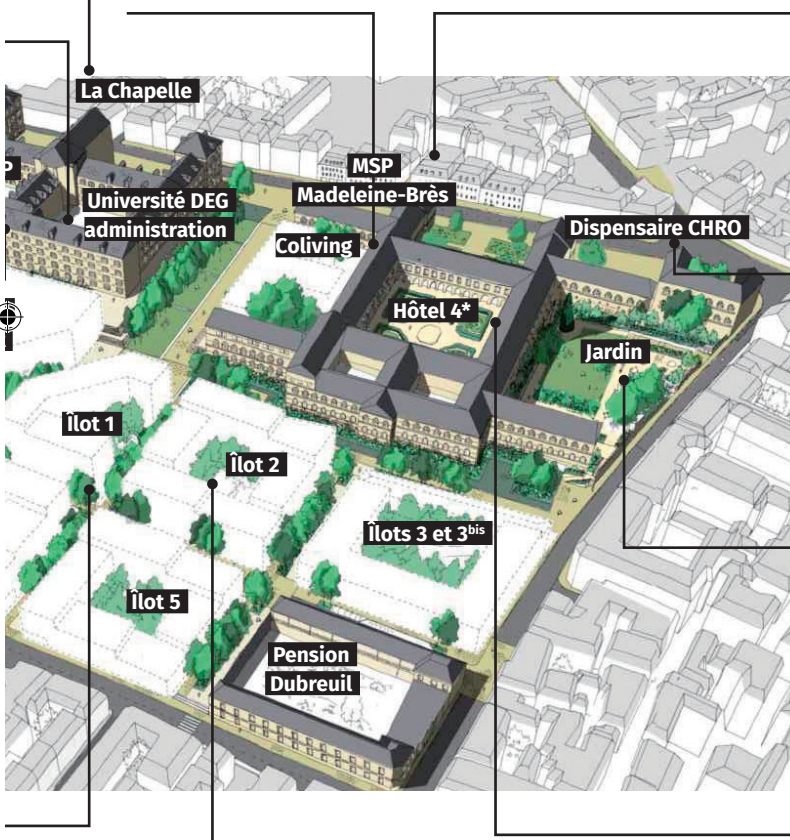 La Chapelle
P
Université DEG
administration
MSP
Madeleine-Brès
Coliving
Dispensaire CHRO
Hôtel 4*
Jardin
Îlot 1
Îlot 2
Îlots 3 et 3bis
Îlot 5
Pension
Dubreuil